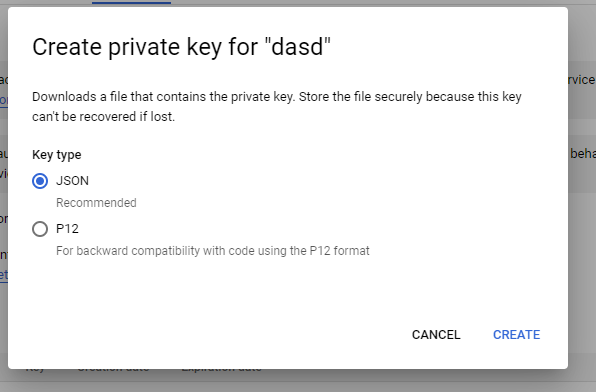 Create private key for "dasd"
Downloads a file that contains the private key. Store the file securely because this key
can't be recovered if lost.
Key type
JSON
Recommended
P12
For backward compatibility with code using the P12 format
CANCEL
CREATE